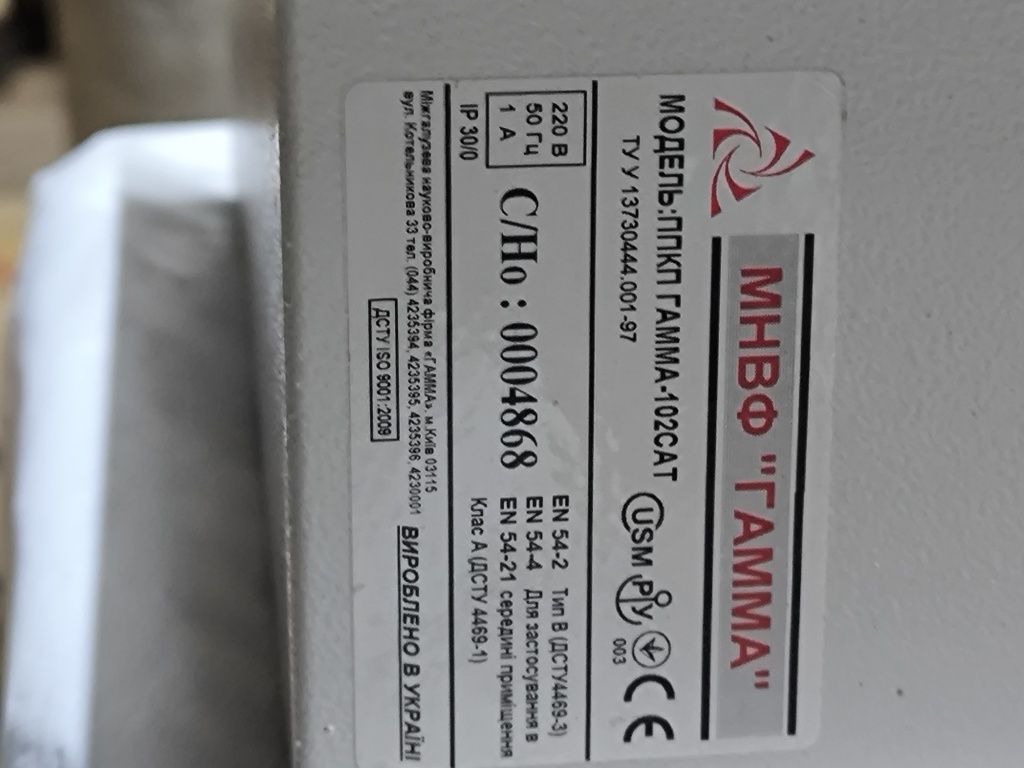 МНВФ "ГАММА"
МОДЕЛЬ:ППКП ГАММА-102САТ
ТУ У 13730444.001-97
USM
003
CE
220 В
50 Гц
1 А
IP 30/0
С/Но : 0004868
EN 54-2 Тип В (ДСТУ4469-3)
EN 54-4 Для застосування в
EN 54-21 середині приміщення
Клас А (ДСТУ 4469-1)
Міжгалузева науково-виробнича фірма «ГАММА», м.Київ 03115
вул. Котельникова 33 тел. (044) 4235394, 4235395, 4235396, 4230001
ДСТУ ISO 9001:2009
ВИРОБЛЕНО В УКРАЇНІ